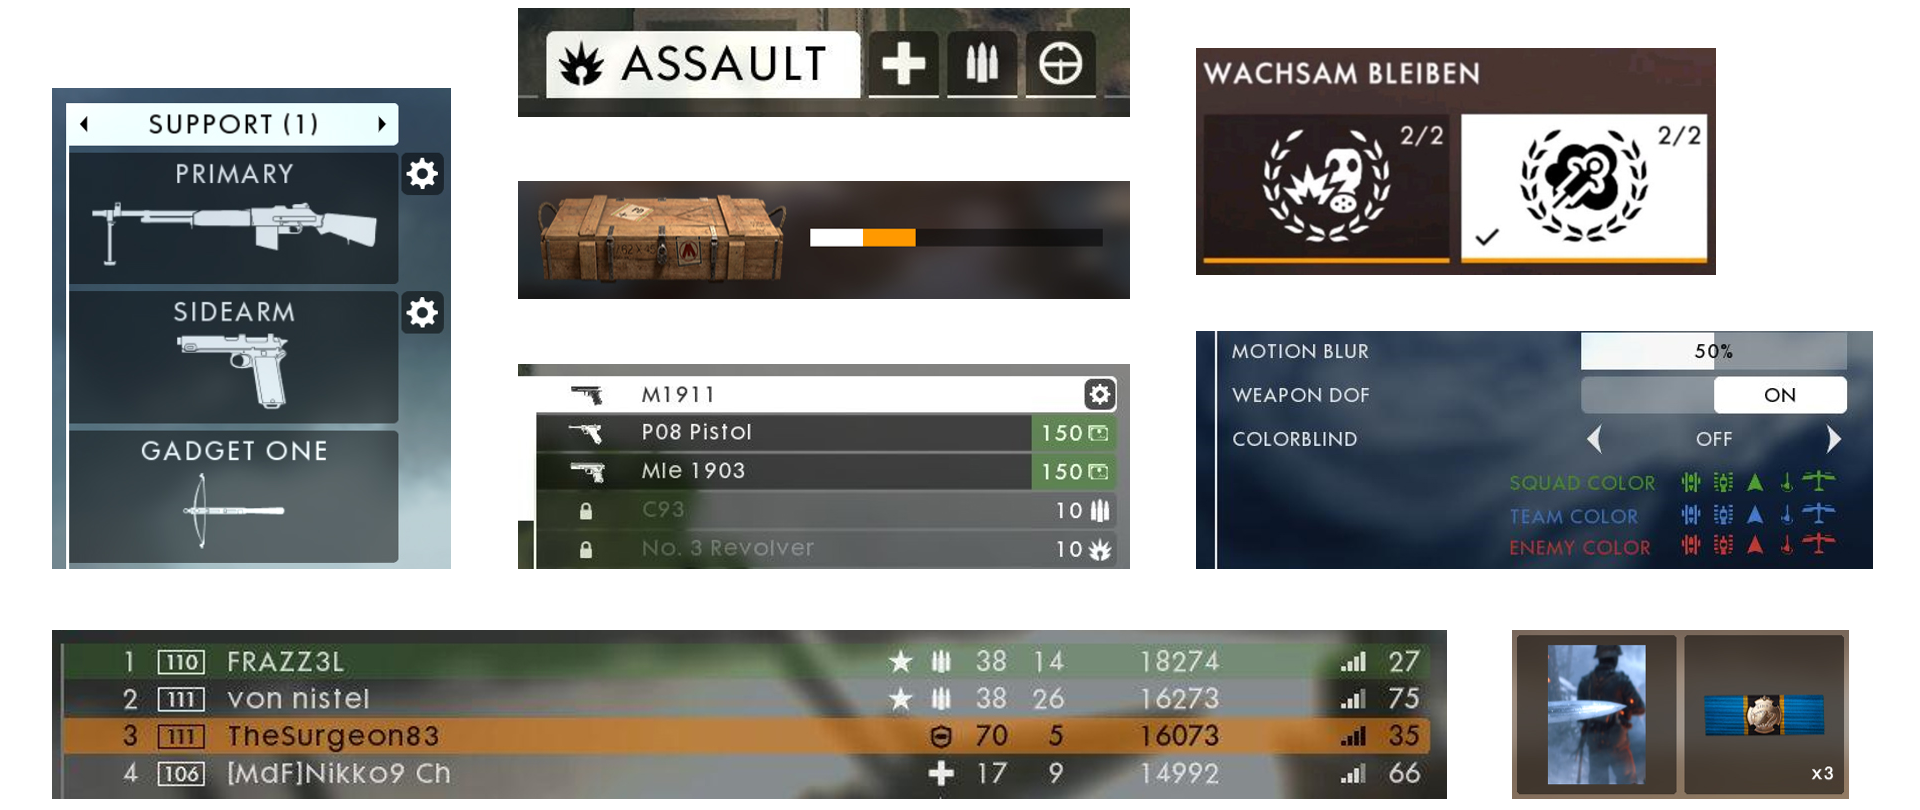 SUPPORT (1)
PRIMARY
SIDEARM
GADGET ONE
ASSAULT
M1911
P08 Pistol 150
Mle 1903 150
C93 10
No. 3 Revolver 10
WACHSAM BLEIBEN
2/2 2/2
MOTION BLUR 50%
WEAPON DOF ON
COLORBLIND OFF
SQUAD COLOR
TEAM COLOR
ENEMY COLOR
1 110 FRAZZ3L 38 14 18274 27
2 111 von nistel 38 26 16273 75
3 111 TheSurgeon83 70 5 16073 35
4 106 [MdF]Nikko9 Ch 17 9 14992 66
x3